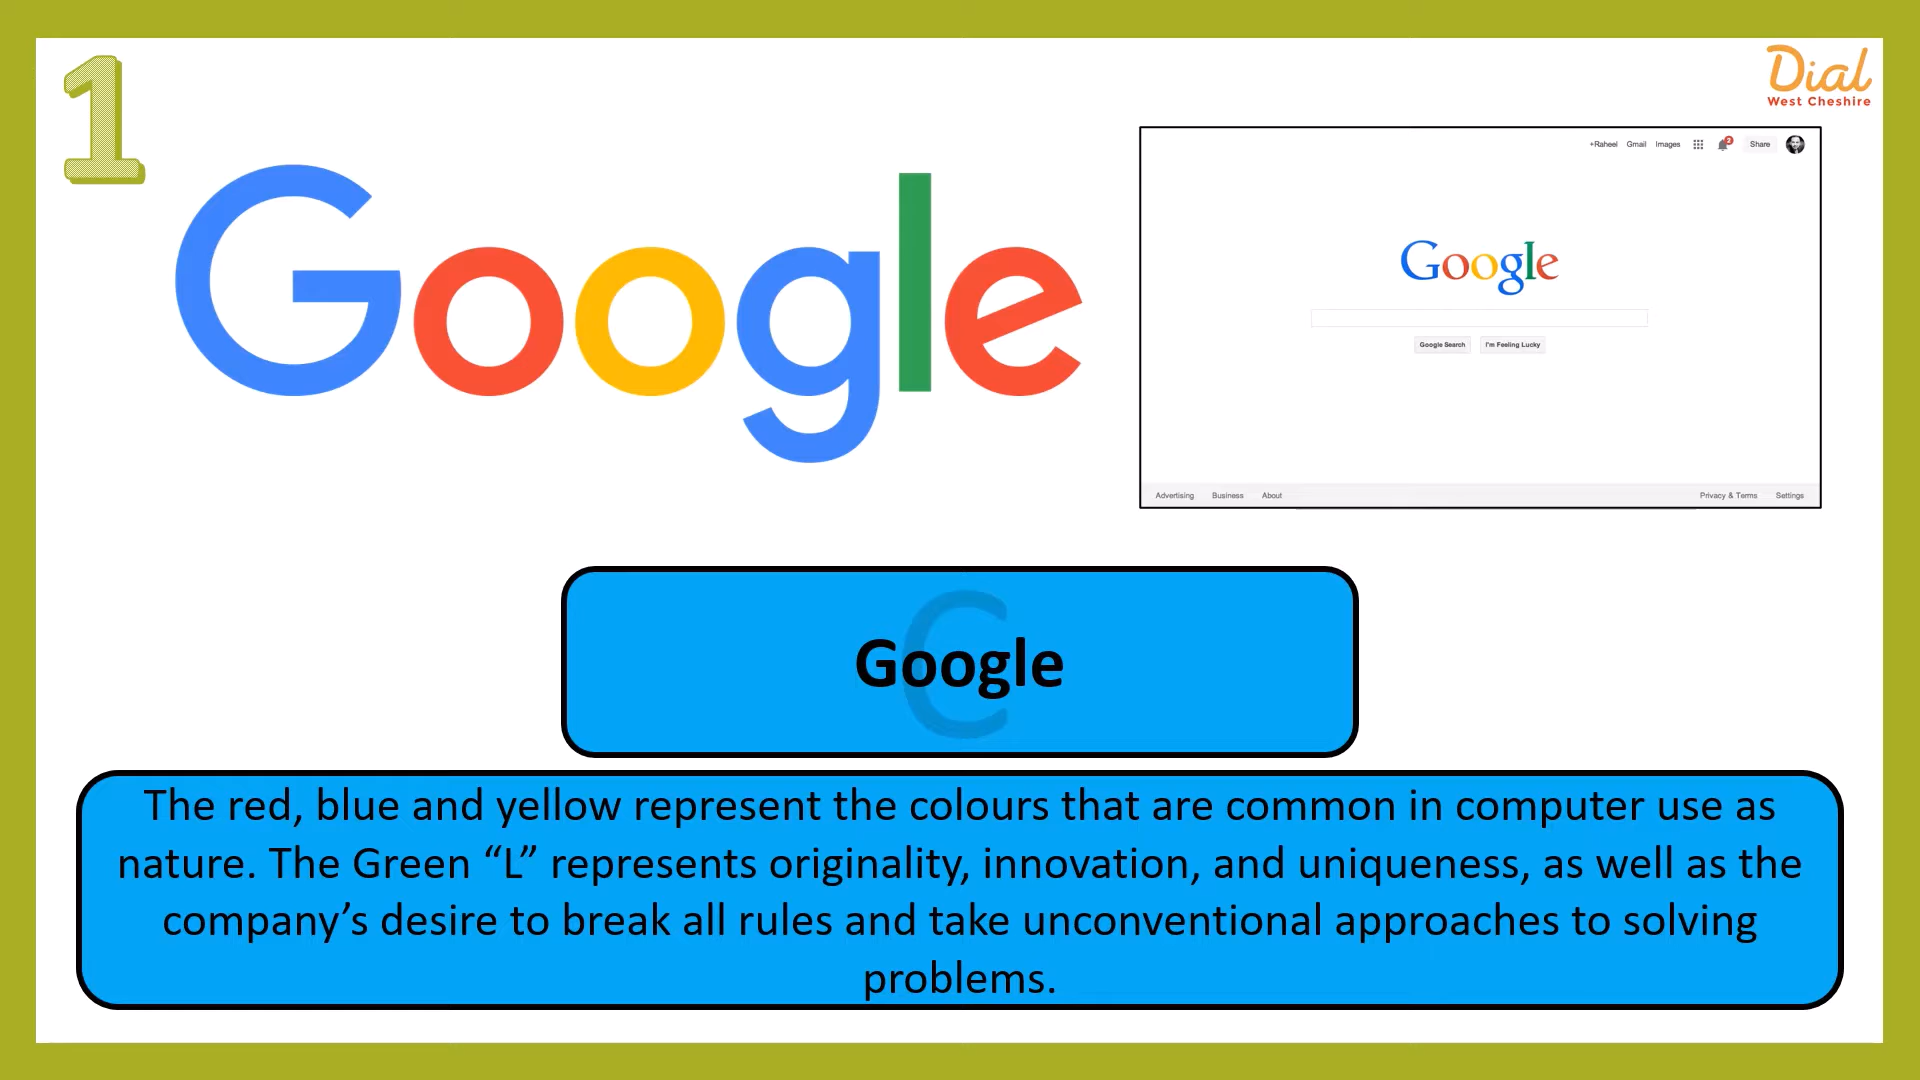 1
Dial
West Cheshire
Google
+Raheel Gmail Images 2 Share
Google
Google Search I'm Feeling Lucky
Advertising Business About Privacy & Terms Settings
C
Google
The red, blue and yellow represent the colours that are common in computer use as
nature. The Green “L” represents originality, innovation, and uniqueness, as well as the
company’s desire to break all rules and take unconventional approaches to solving
problems.